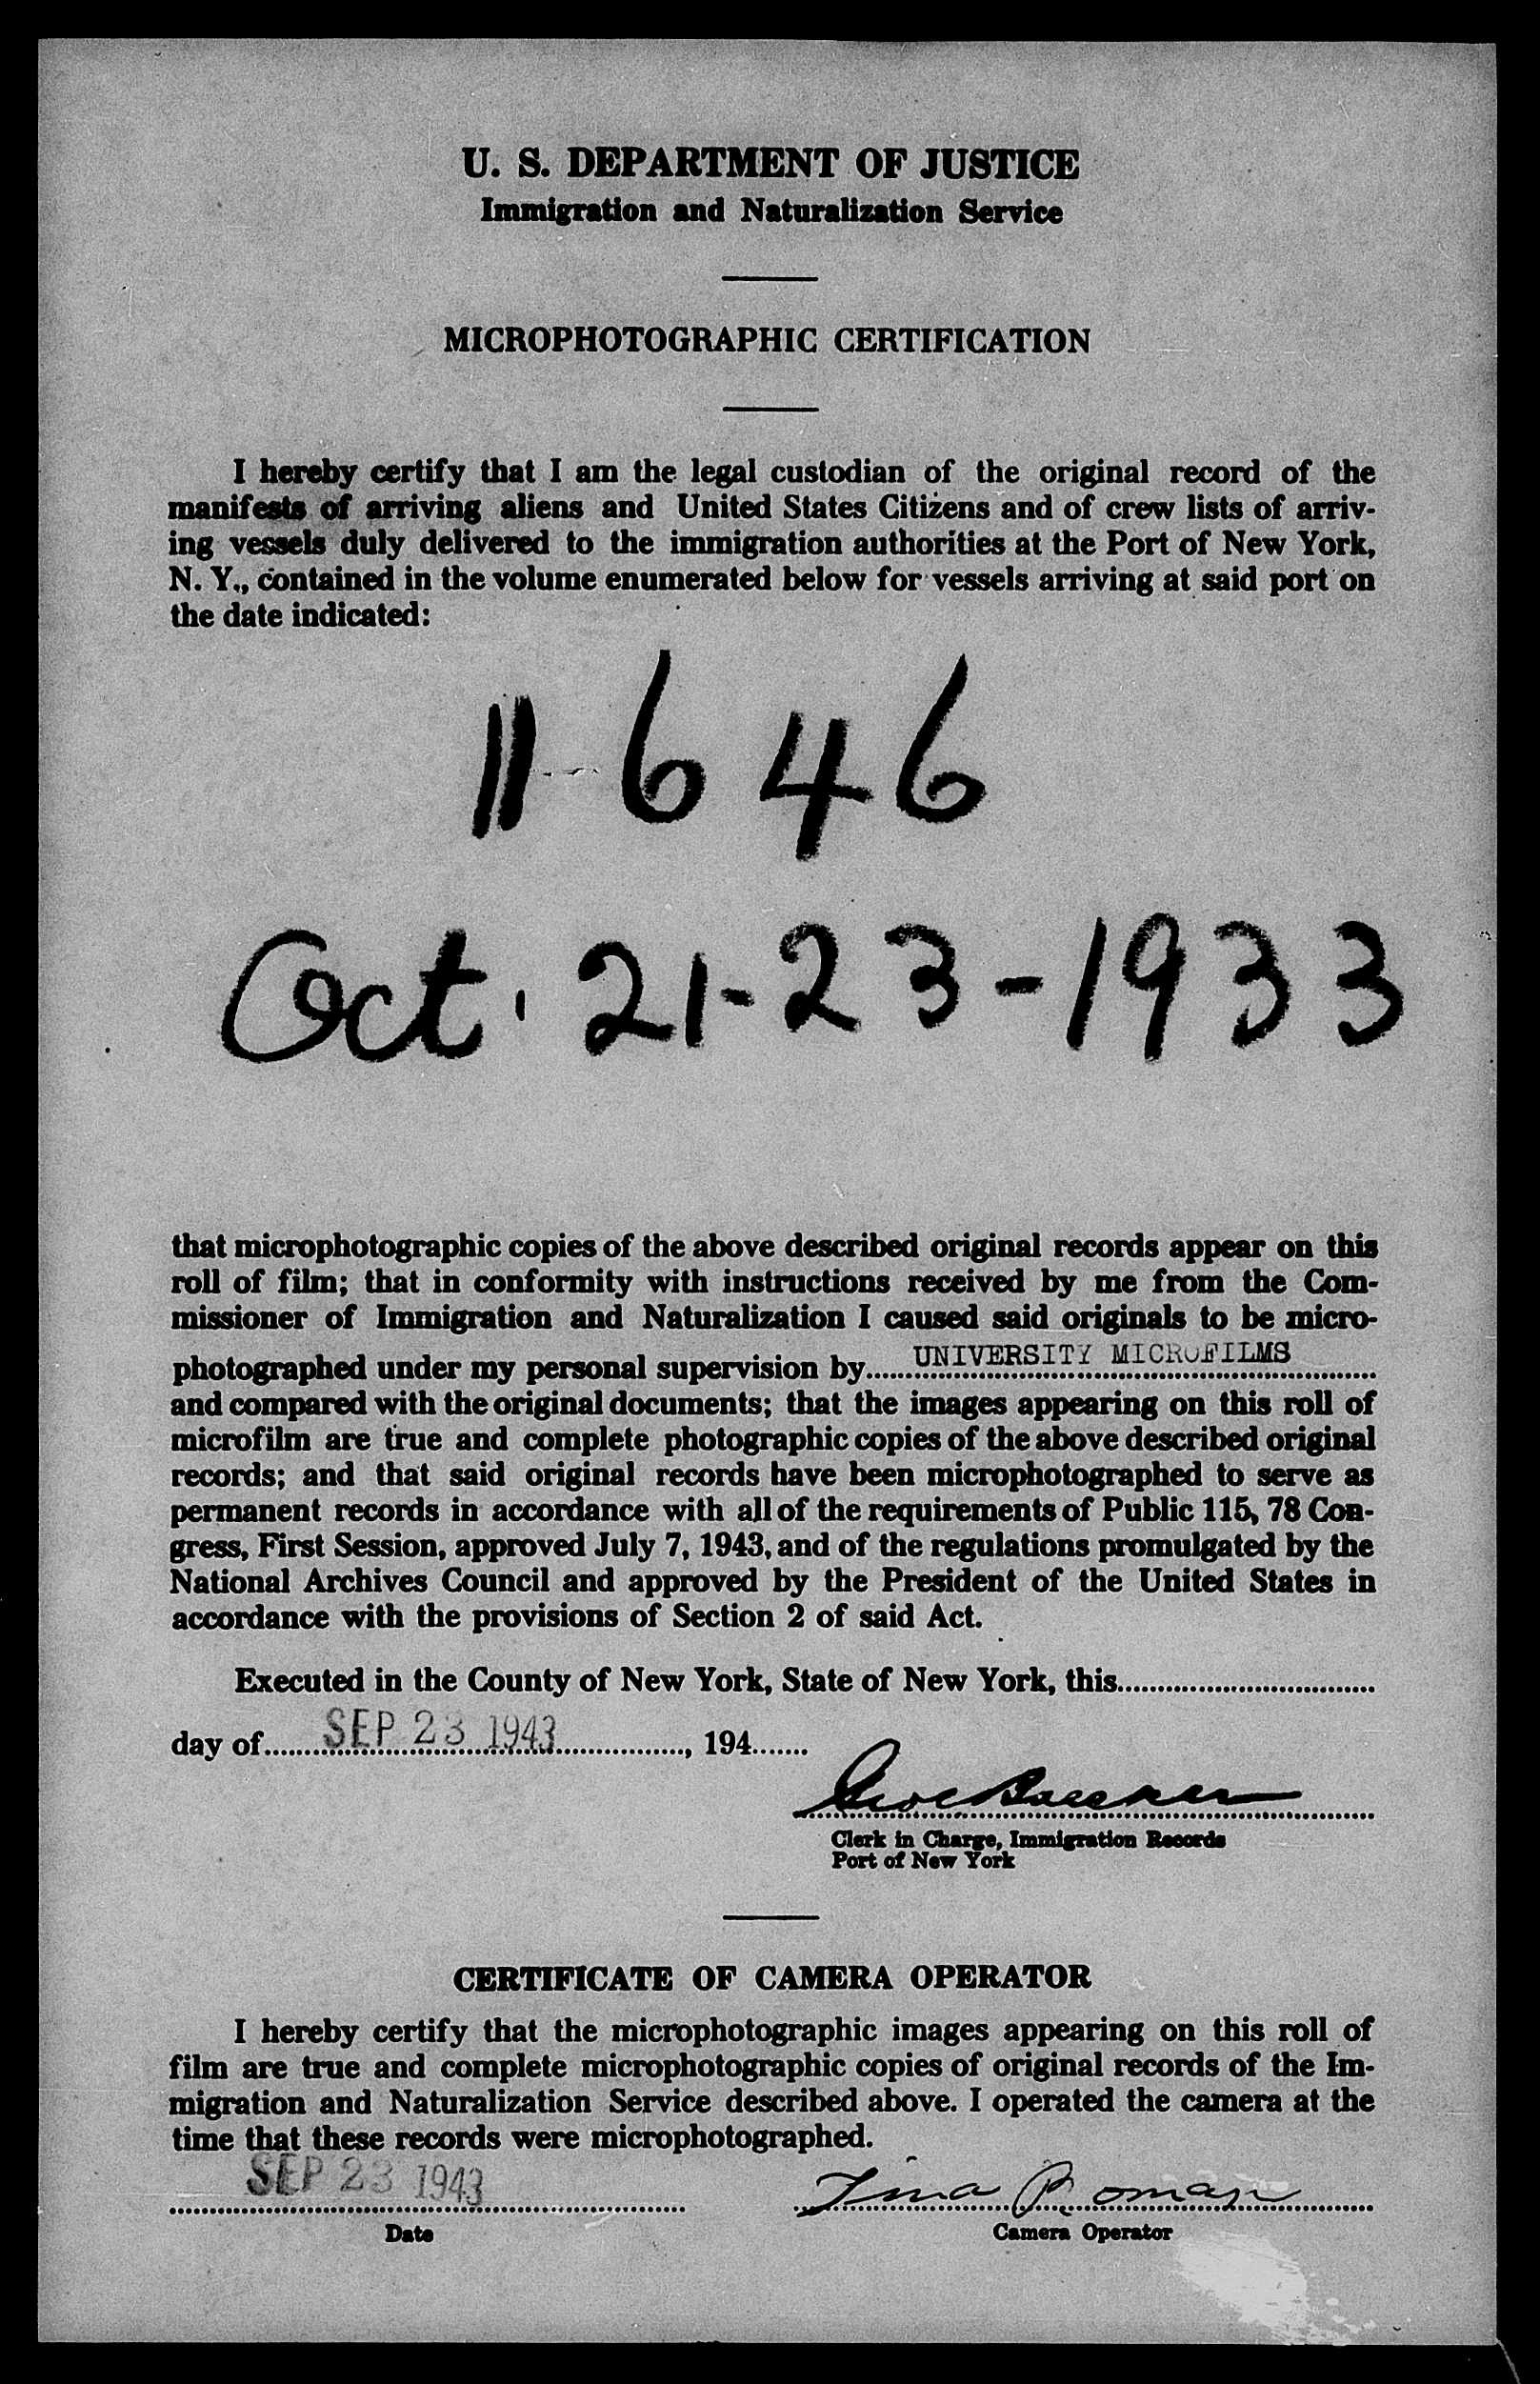 U. S. DEPARTMENT OF JUSTICE
Immigration and Naturalization Service
MICROPHOTOGRAPHIC CERTIFICATION
I hereby certify that I am the legal custodian of the original record of the
manifests of arriving aliens and United States Citizens and of crew lists of arriv-
ing vessels duly delivered to the immigration authorities at the Port of New York,
N. Y., contained in the volume enumerated below for vessels arriving at said port on
the date indicated:
11646
Oct. 21-23-1933
that microphotographic copies of the above described original records appear on this
roll of film; that in conformity with instructions received by me from the Com-
missioner of Immigration and Naturalization I caused said originals to be micro-
photographed under my personal supervision by UNIVERSITY MICROFILMS
and compared with the original documents; that the images appearing on this roll of
microfilm are true and complete photographic copies of the above described original
records; and that said original records have been microphotographed to serve as
permanent records in accordance with all of the requirements of Public 115, 78 Con-
gress, First Session, approved July 7, 1943, and of the regulations promulgated by the
National Archives Council and approved by the President of the United States in
accordance with the provisions of Section 2 of said Act.
Executed in the County of New York, State of New York, this
day of SEP 23 1943, 194
Clerk in Charge, Immigration Records
Port of New York
CERTIFICATE OF CAMERA OPERATOR
I hereby certify that the microphotographic images appearing on this roll of
film are true and complete microphotographic copies of original records of the Im-
migration and Naturalization Service described above. I operated the camera at the
time that these records were microphotographed.
SEP 23 1943 Tina Roman
Date Camera Operator